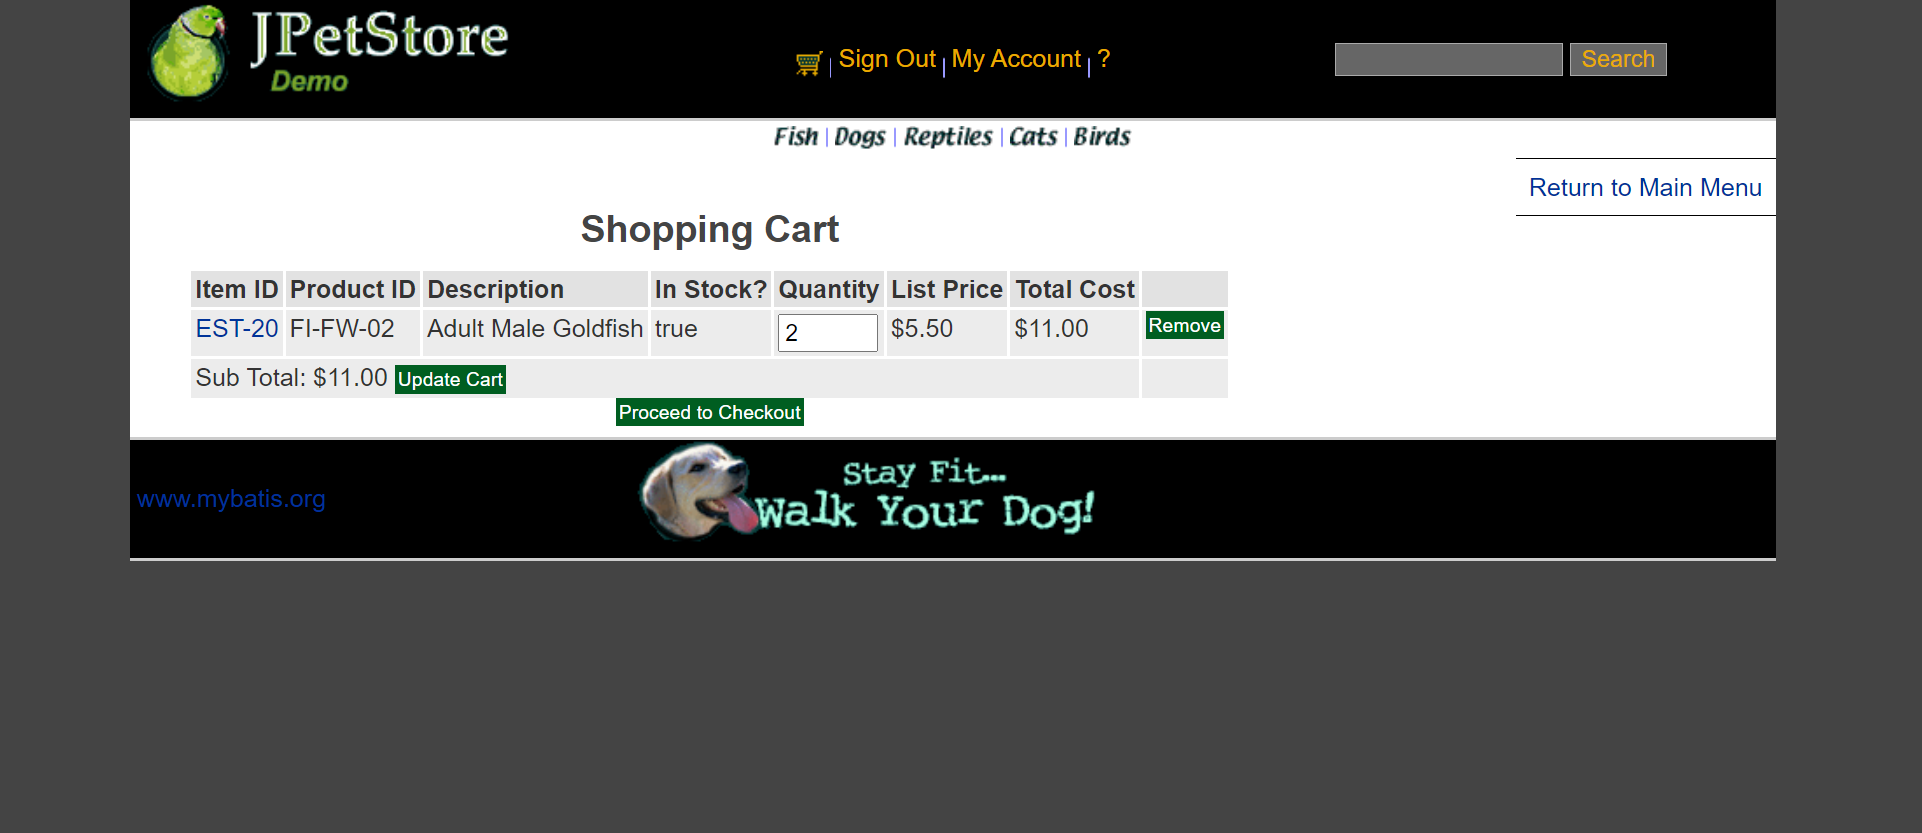 JPetStore
Demo
Sign Out | My Account | ?
Search
Fish | Dogs | Reptiles | Cats | Birds
Return to Main Menu
Shopping Cart
Item ID Product ID Description In Stock? Quantity List Price Total Cost
EST-20 FI-FW-02 Adult Male Goldfish true 2 $5.50 $11.00 Remove
Sub Total: $11.00 Update Cart
Proceed to Checkout
www.mybatis.org
Stay Fit...
Walk Your Dog!